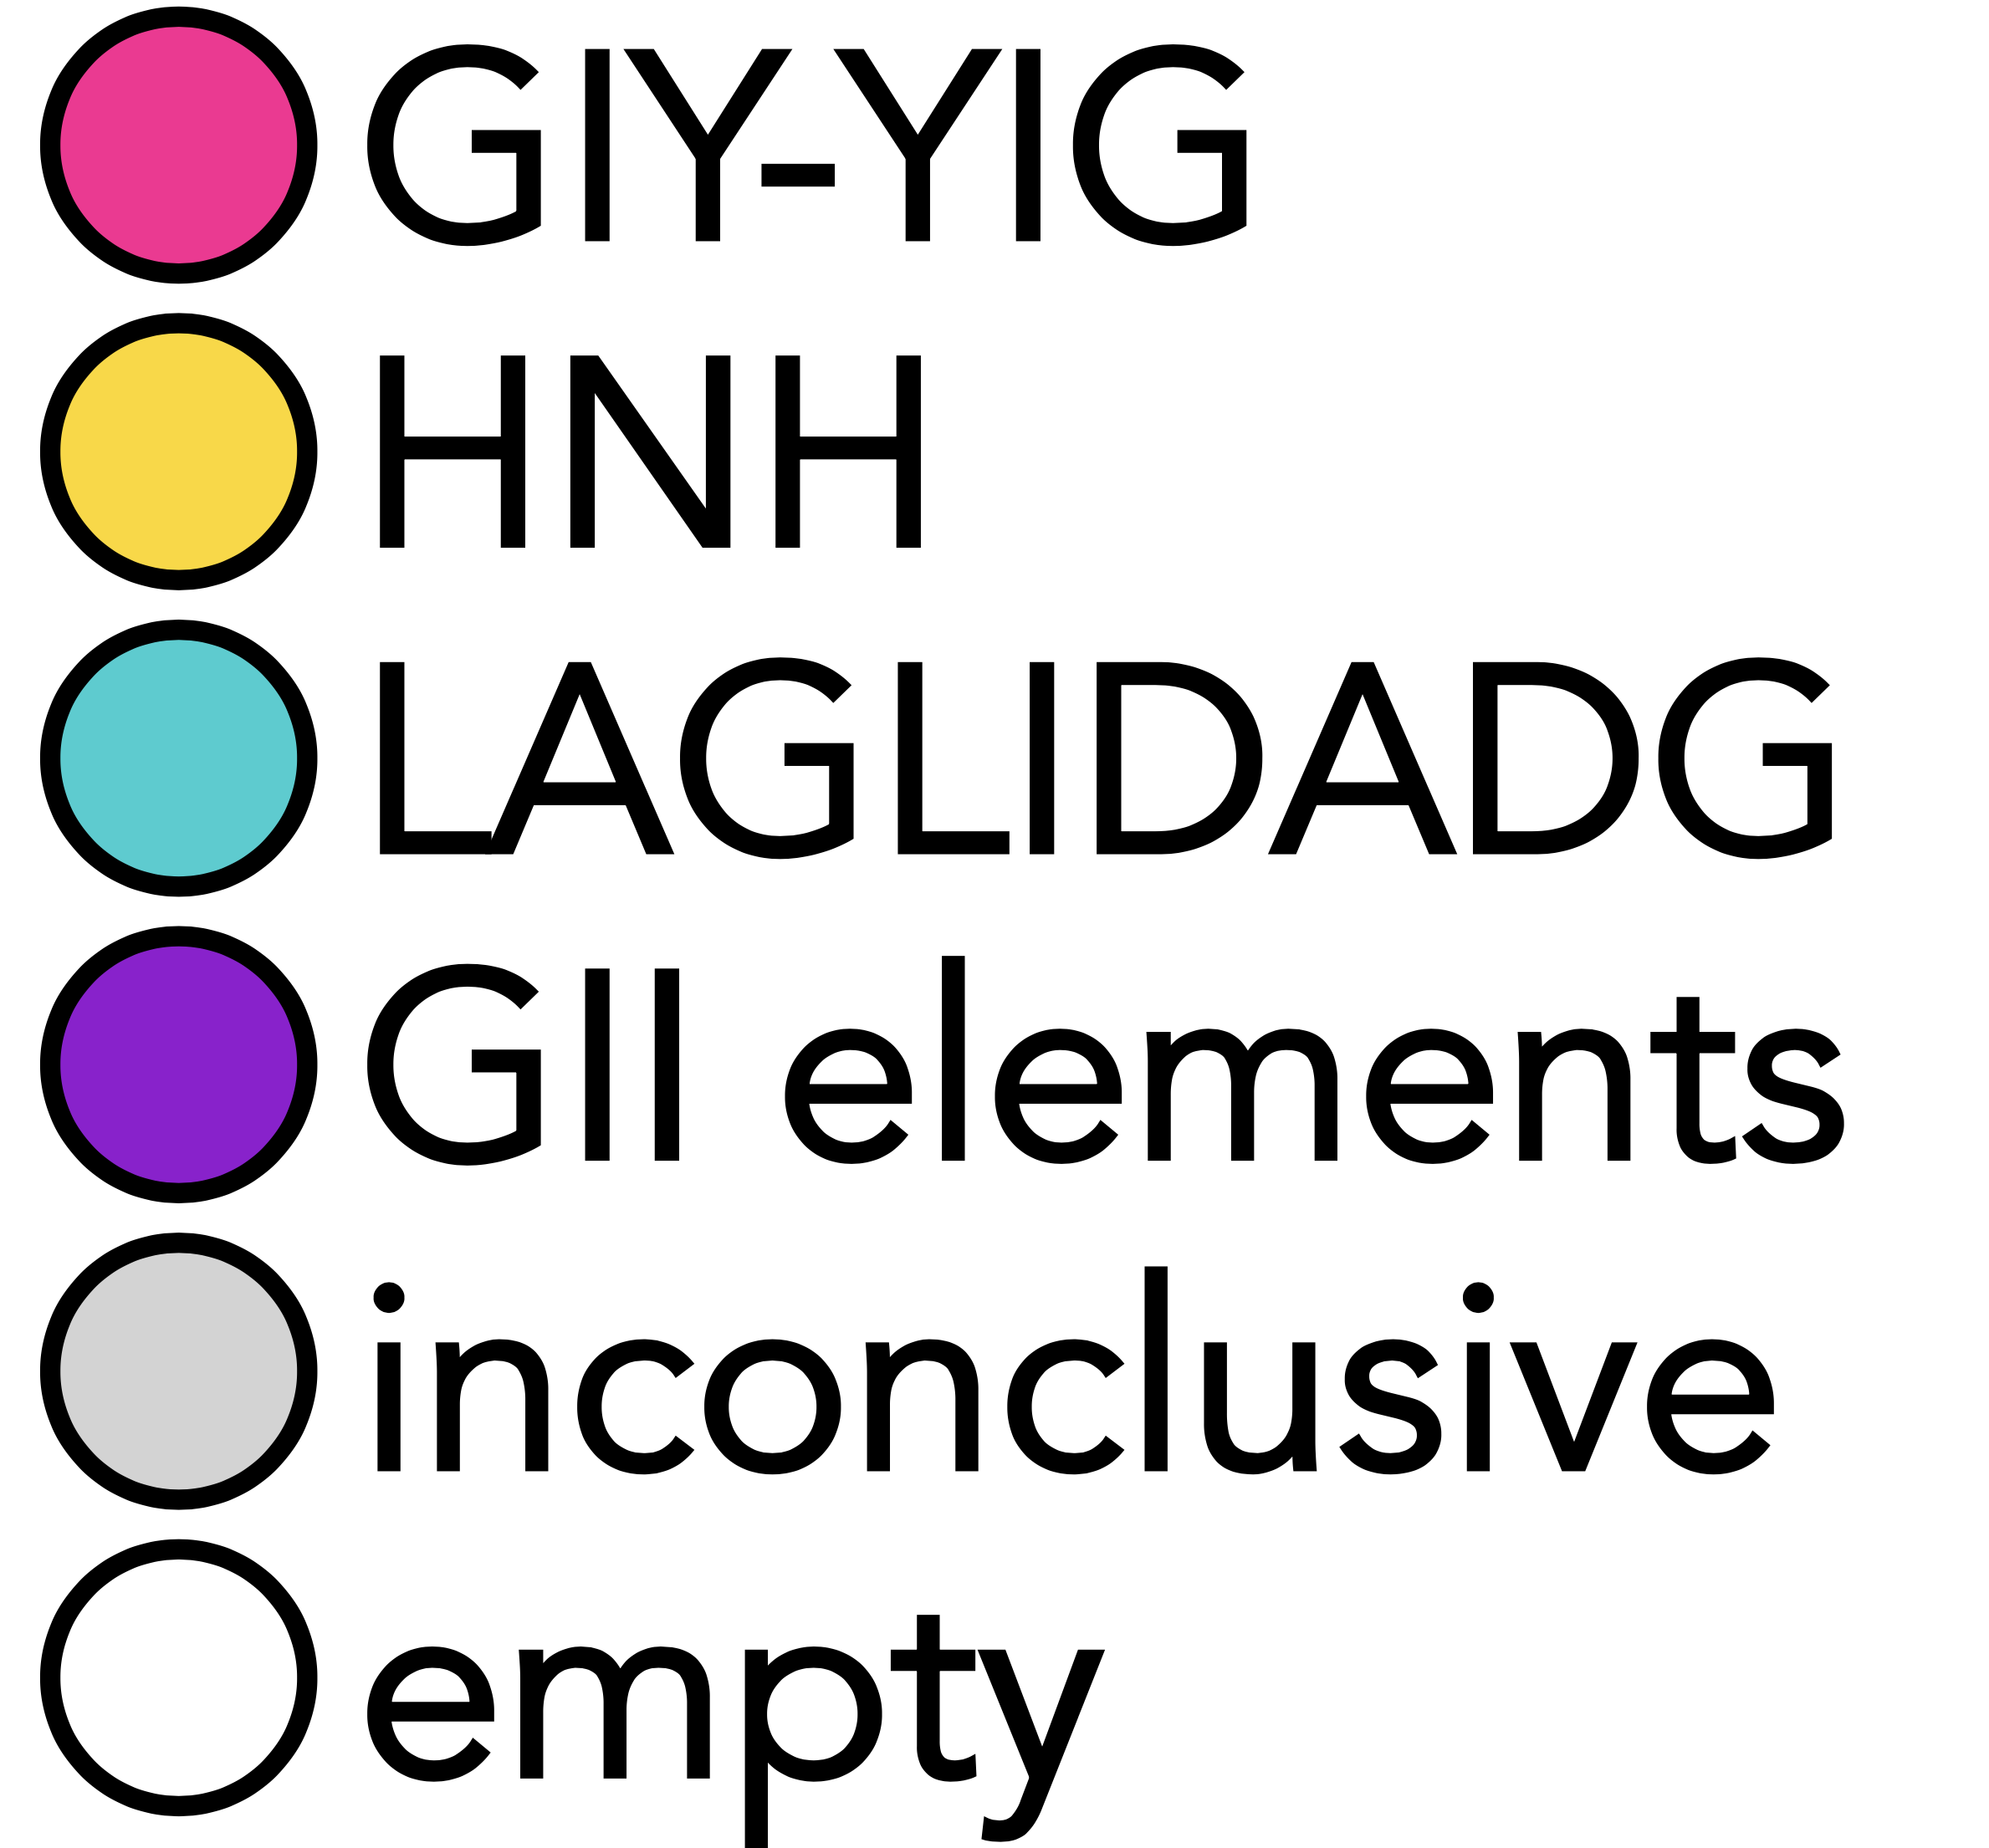 GIY-YIG
HNH
LAGLIDADG
GII elements
inconclusive
empty